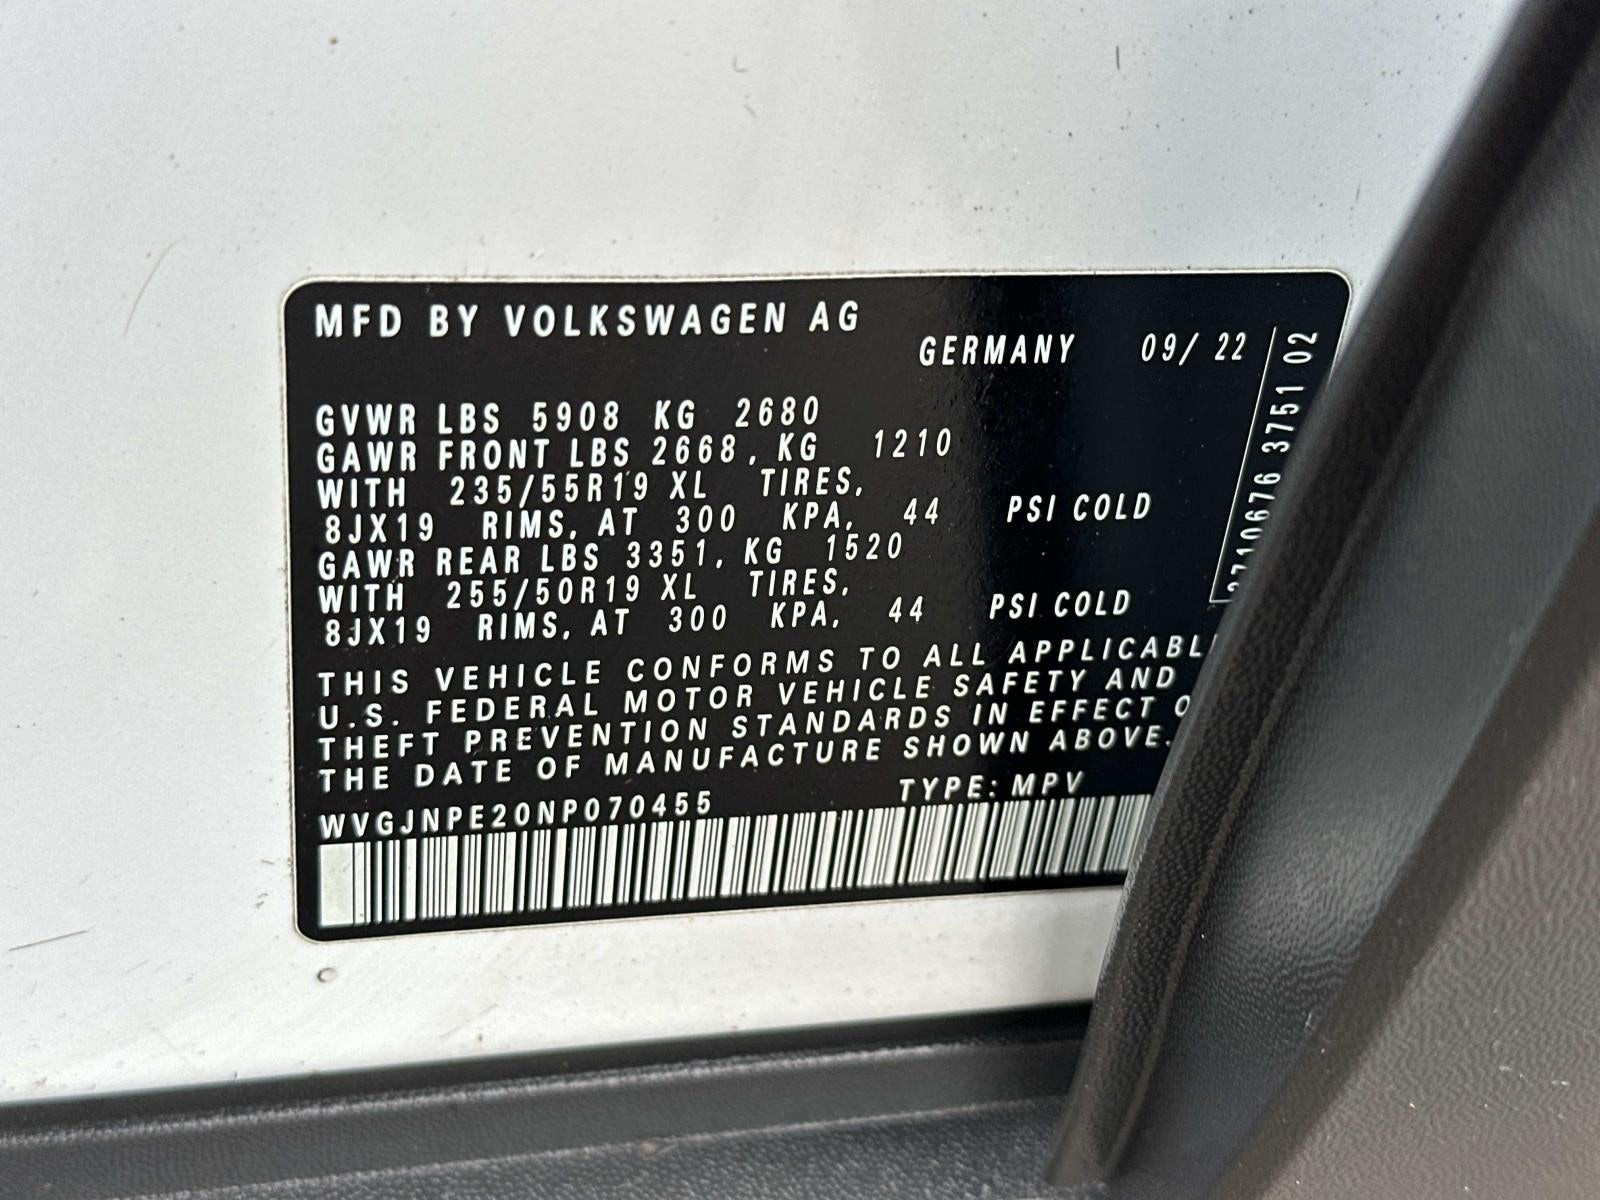 MFD BY VOLKSWAGEN AG
GERMANY 09/ 22
GVWR LBS 5908 KG 2680
GAWR FRONT LBS 2668, KG 1210
WITH 235/55R19 XL TIRES,
8JX19 RIMS, AT 300 KPA, 44 PSI COLD
GAWR REAR LBS 3351, KG 1520
WITH 255/50R19 XL TIRES,
8JX19 RIMS, AT 300 KPA, 44 PSI COLD
THIS VEHICLE CONFORMS TO ALL APPLICABL
U.S. FEDERAL MOTOR VEHICLE SAFETY AND
THEFT PREVENTION STANDARDS IN EFFECT O
THE DATE OF MANUFACTURE SHOWN ABOVE.
WVGJNPE20NP070455 TYPE: MPV
3751 02